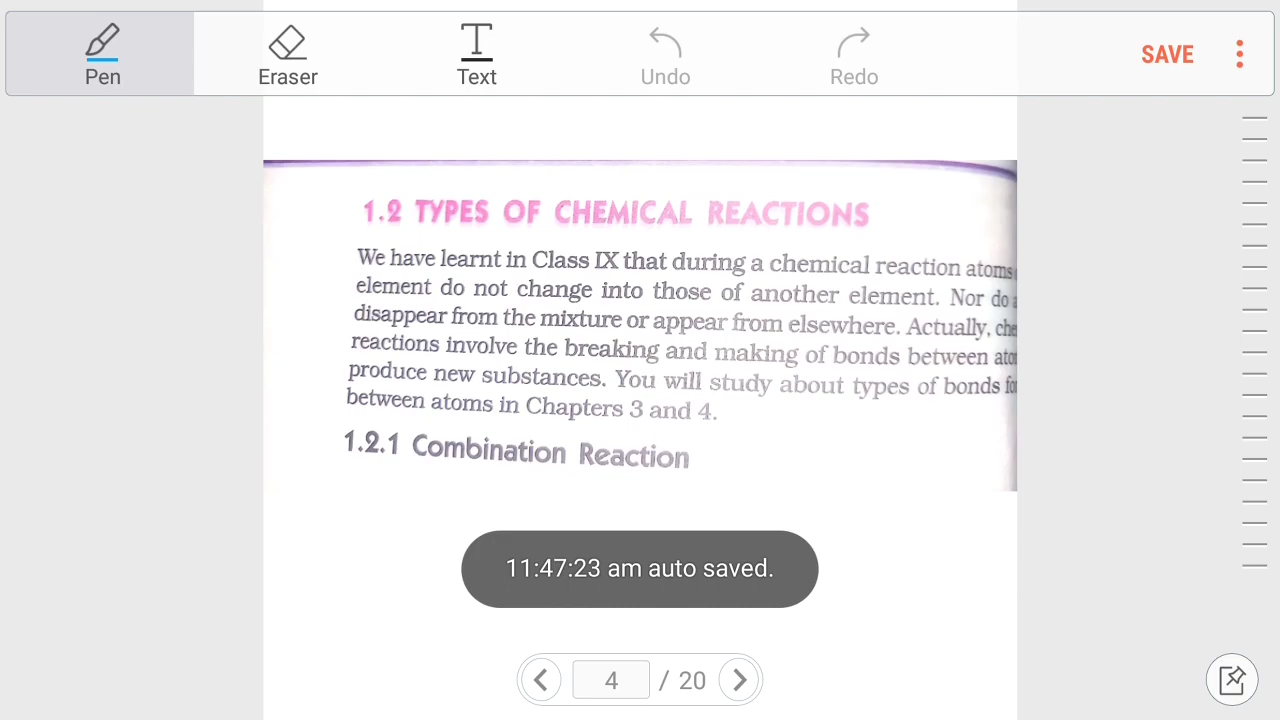 Pen
Eraser
Text
Undo
Redo
SAVE
1.2 TYPES OF CHEMICAL REACTIONS
We have learnt in Class IX that during a chemical reaction atoms
element do not change into those of another element. Nor do
disappear from the mixture or appear from elsewhere. Actually, che
reactions involve the breaking and making of bonds between ato
produce new substances. You will study about types of bonds fo
between atoms in Chapters 3 and 4.
1.2.1 Combination Reaction
11:47:23 am auto saved.
4 / 20